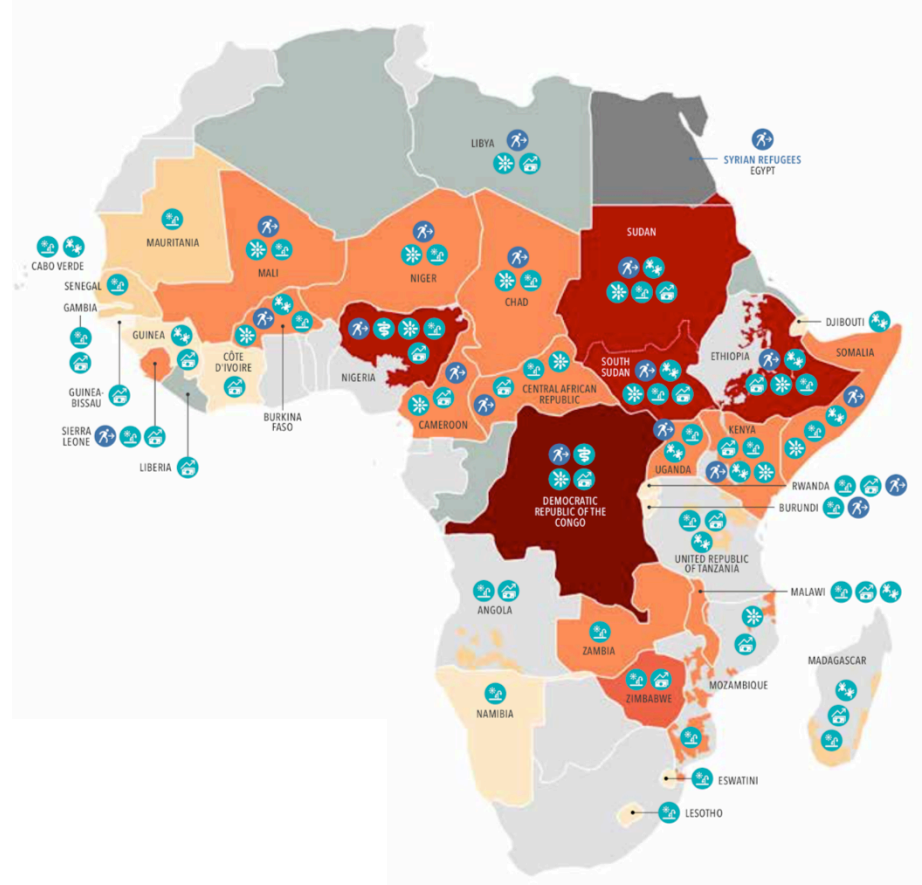 LIBYA
SYRIAN REFUGEES
EGYPT
MAURITANIA
MALI
NIGER
CHAD
SUDAN
CABO VERDE
SENEGAL
GAMBIA
GUINEA
CÔTE
D'IVOIRE
BURKINA
FASO
NIGERIA
CAMEROON
CENTRAL AFRICAN
REPUBLIC
SOUTH
SUDAN
ETHIOPIA
DJIBOUTI
SOMALIA
GUINEA-
BISSAU
SIERRA
LEONE
LIBERIA
UGANDA
KENYA
DEMOCRATIC
REPUBLIC OF THE
CONGO
RWANDA
BURUNDI
UNITED REPUBLIC
OF TANZANIA
ANGOLA
ZAMBIA
MALAWI
NAMIBIA
ZIMBABWE
MOZAMBIQUE
MADAGASCAR
ESWATINI
LESOTHO